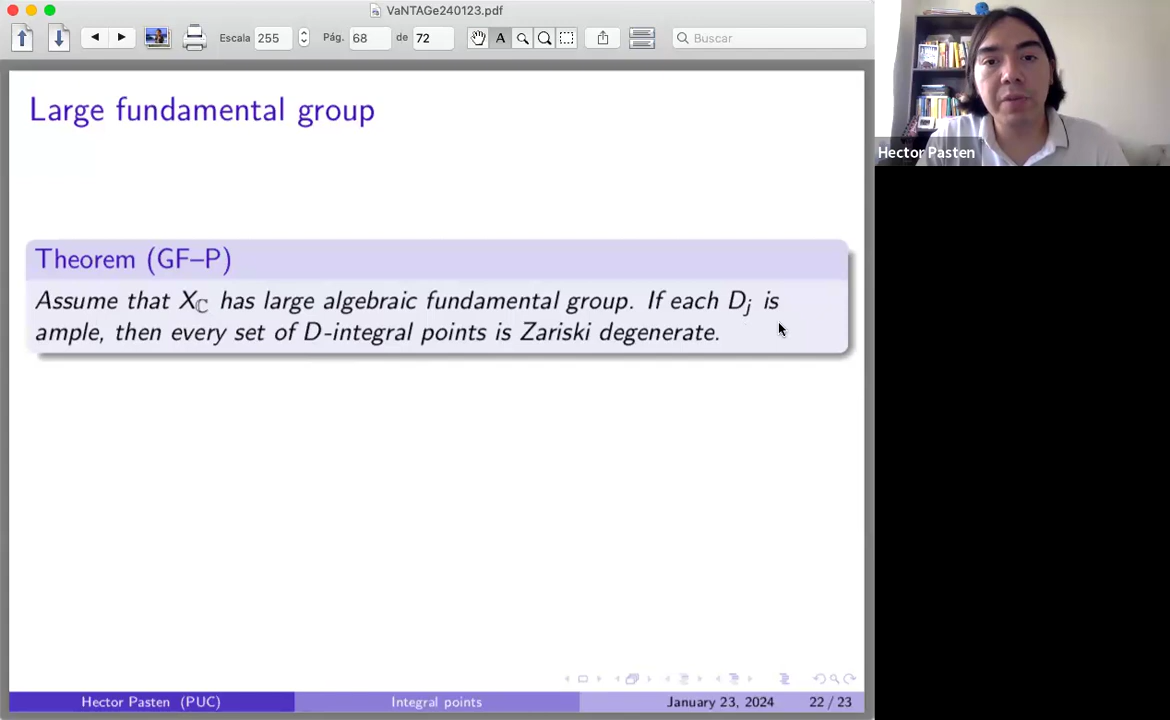 VaNTAGe240123.pdf
Escala 255 Pág. 68 de 72 A Buscar
Hector Pasten
Large fundamental group
Theorem (GF–P)
Assume that X_ℂ has large algebraic fundamental group. If each D_j is
ample, then every set of D-integral points is Zariski degenerate.
Hector Pasten (PUC) Integral points January 23, 2024 22 / 23